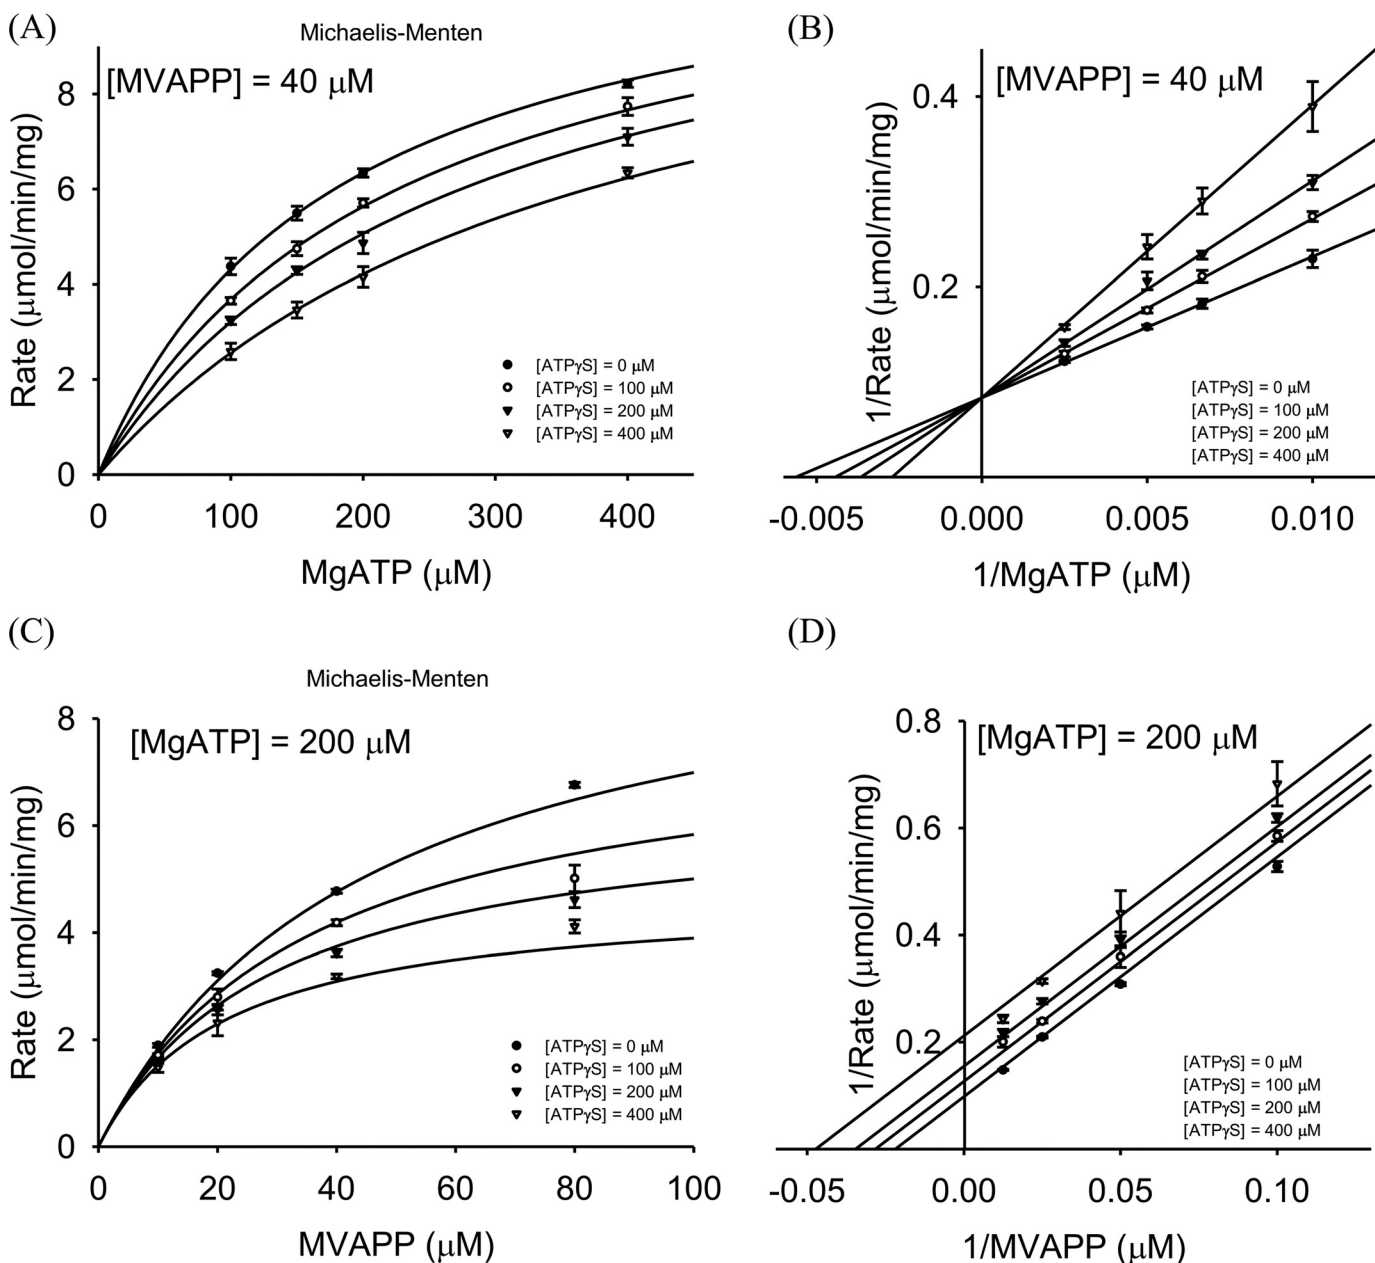 (A)
Michaelis-Menten
[MVAPP] = 40 μM
Rate (μmol/min/mg)
8
6
4
2
0
[ATPγS] = 0 μM
[ATPγS] = 100 μM
[ATPγS] = 200 μM
[ATPγS] = 400 μM
0 100 200 300 400
MgATP (μM)
(B)
[MVAPP] = 40 μM
1/Rate (μmol/min/mg)
0.4
0.2
[ATPγS] = 0 μM
[ATPγS] = 100 μM
[ATPγS] = 200 μM
[ATPγS] = 400 μM
-0.005 0.000 0.005 0.010
1/MgATP (μM)
(C)
Michaelis-Menten
[MgATP] = 200 μM
Rate (μmol/min/mg)
8
6
4
2
0
[ATPγS] = 0 μM
[ATPγS] = 100 μM
[ATPγS] = 200 μM
[ATPγS] = 400 μM
0 20 40 60 80 100
MVAPP (μM)
(D)
[MgATP] = 200 μM
1/Rate (μmol/min/mg)
0.8
0.6
0.4
0.2
[ATPγS] = 0 μM
[ATPγS] = 100 μM
[ATPγS] = 200 μM
[ATPγS] = 400 μM
-0.05 0.00 0.05 0.10
1/MVAPP (μM)